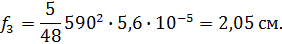 f₃ = 5/48 590² · 5,6 · 10⁻⁵ = 2,05 см.